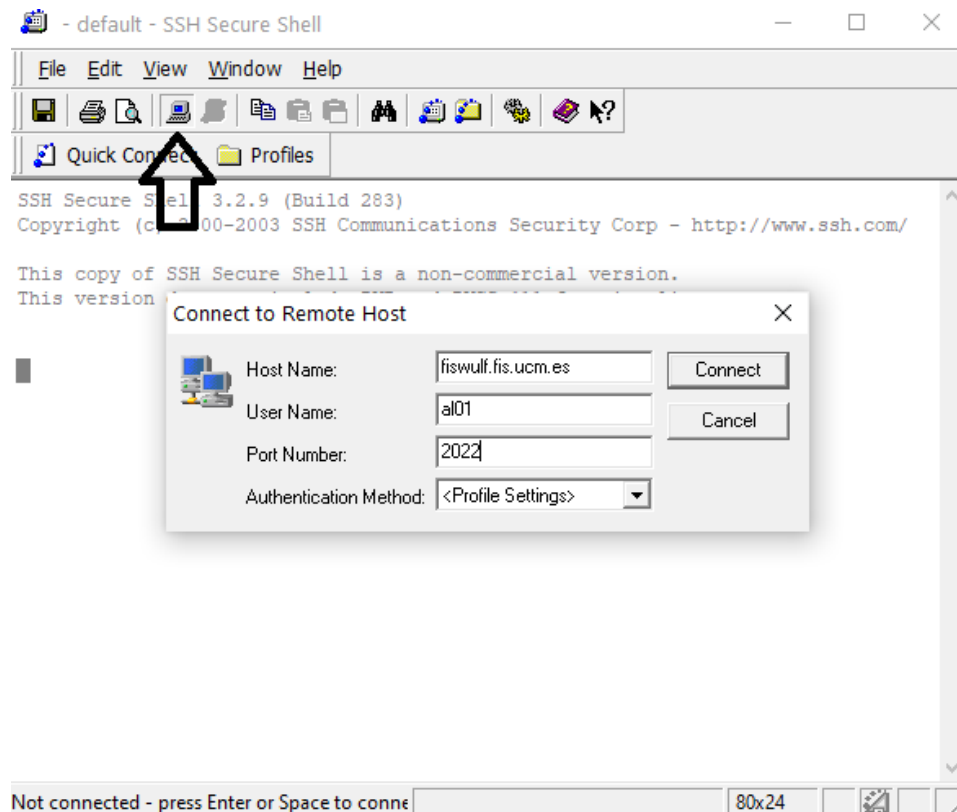 - default - SSH Secure Shell
File Edit View Window Help
Quick Connect Profiles
SSH Secure Shell 3.2.9 (Build 283)
Copyright (c) 2000-2003 SSH Communications Security Corp - http://www.ssh.com/
This copy of SSH Secure Shell is a non-commercial version.
This version
Connect to Remote Host
Host Name: fiswulf.fis.ucm.es Connect
User Name: al01 Cancel
Port Number: 2022
Authentication Method: <Profile Settings>
Not connected - press Enter or Space to conne 80x24